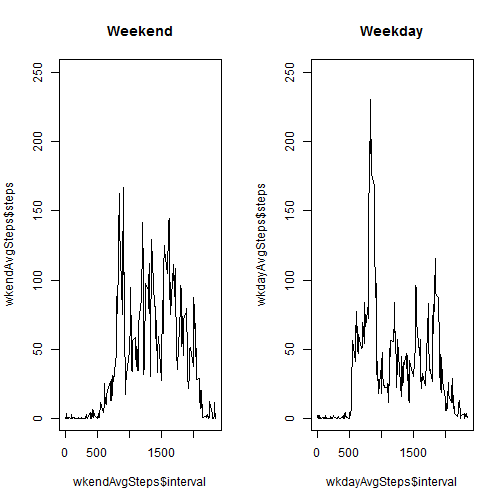 Weekend
wkendAvgSteps$steps
0 50 100 150 200 250
0 500 1500
wkendAvgSteps$interval
Weekday
wkdayAvgSteps$steps
0 50 100 150 200 250
0 500 1500
wkdayAvgSteps$interval